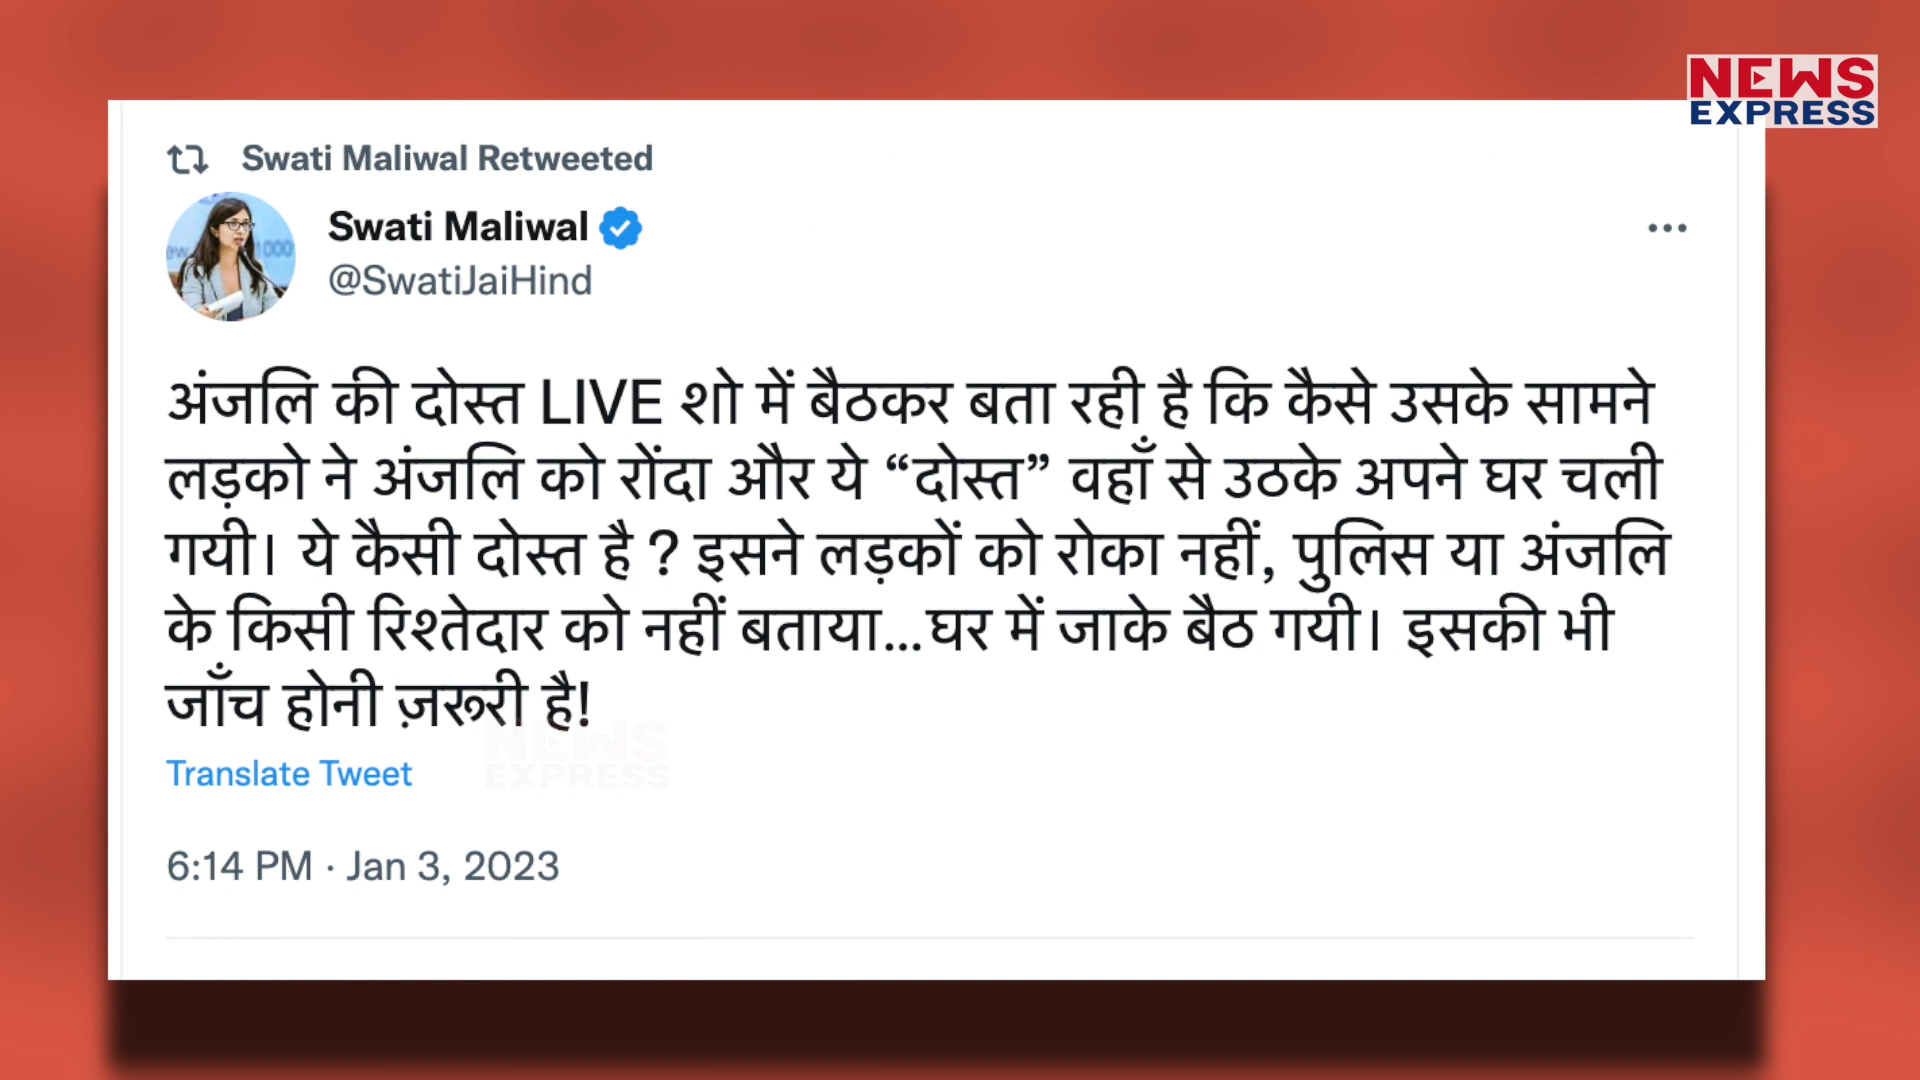 NEWS
EXPRESS
Swati Maliwal Retweeted
Swati Maliwal
@SwatiJaiHind
अंजलि की दोस्त LIVE शो में बैठकर बता रही है कि कैसे उसके सामने
लड़को ने अंजलि को रोंदा और ये “दोस्त” वहाँ से उठके अपने घर चली
गयी। ये कैसी दोस्त है ? इसने लड़कों को रोका नहीं, पुलिस या अंजलि
के किसी रिश्तेदार को नहीं बताया...घर में जाके बैठ गयी। इसकी भी
जाँच होनी ज़रूरी है!
NEWS
EXPRESS
Translate Tweet
6:14 PM · Jan 3, 2023